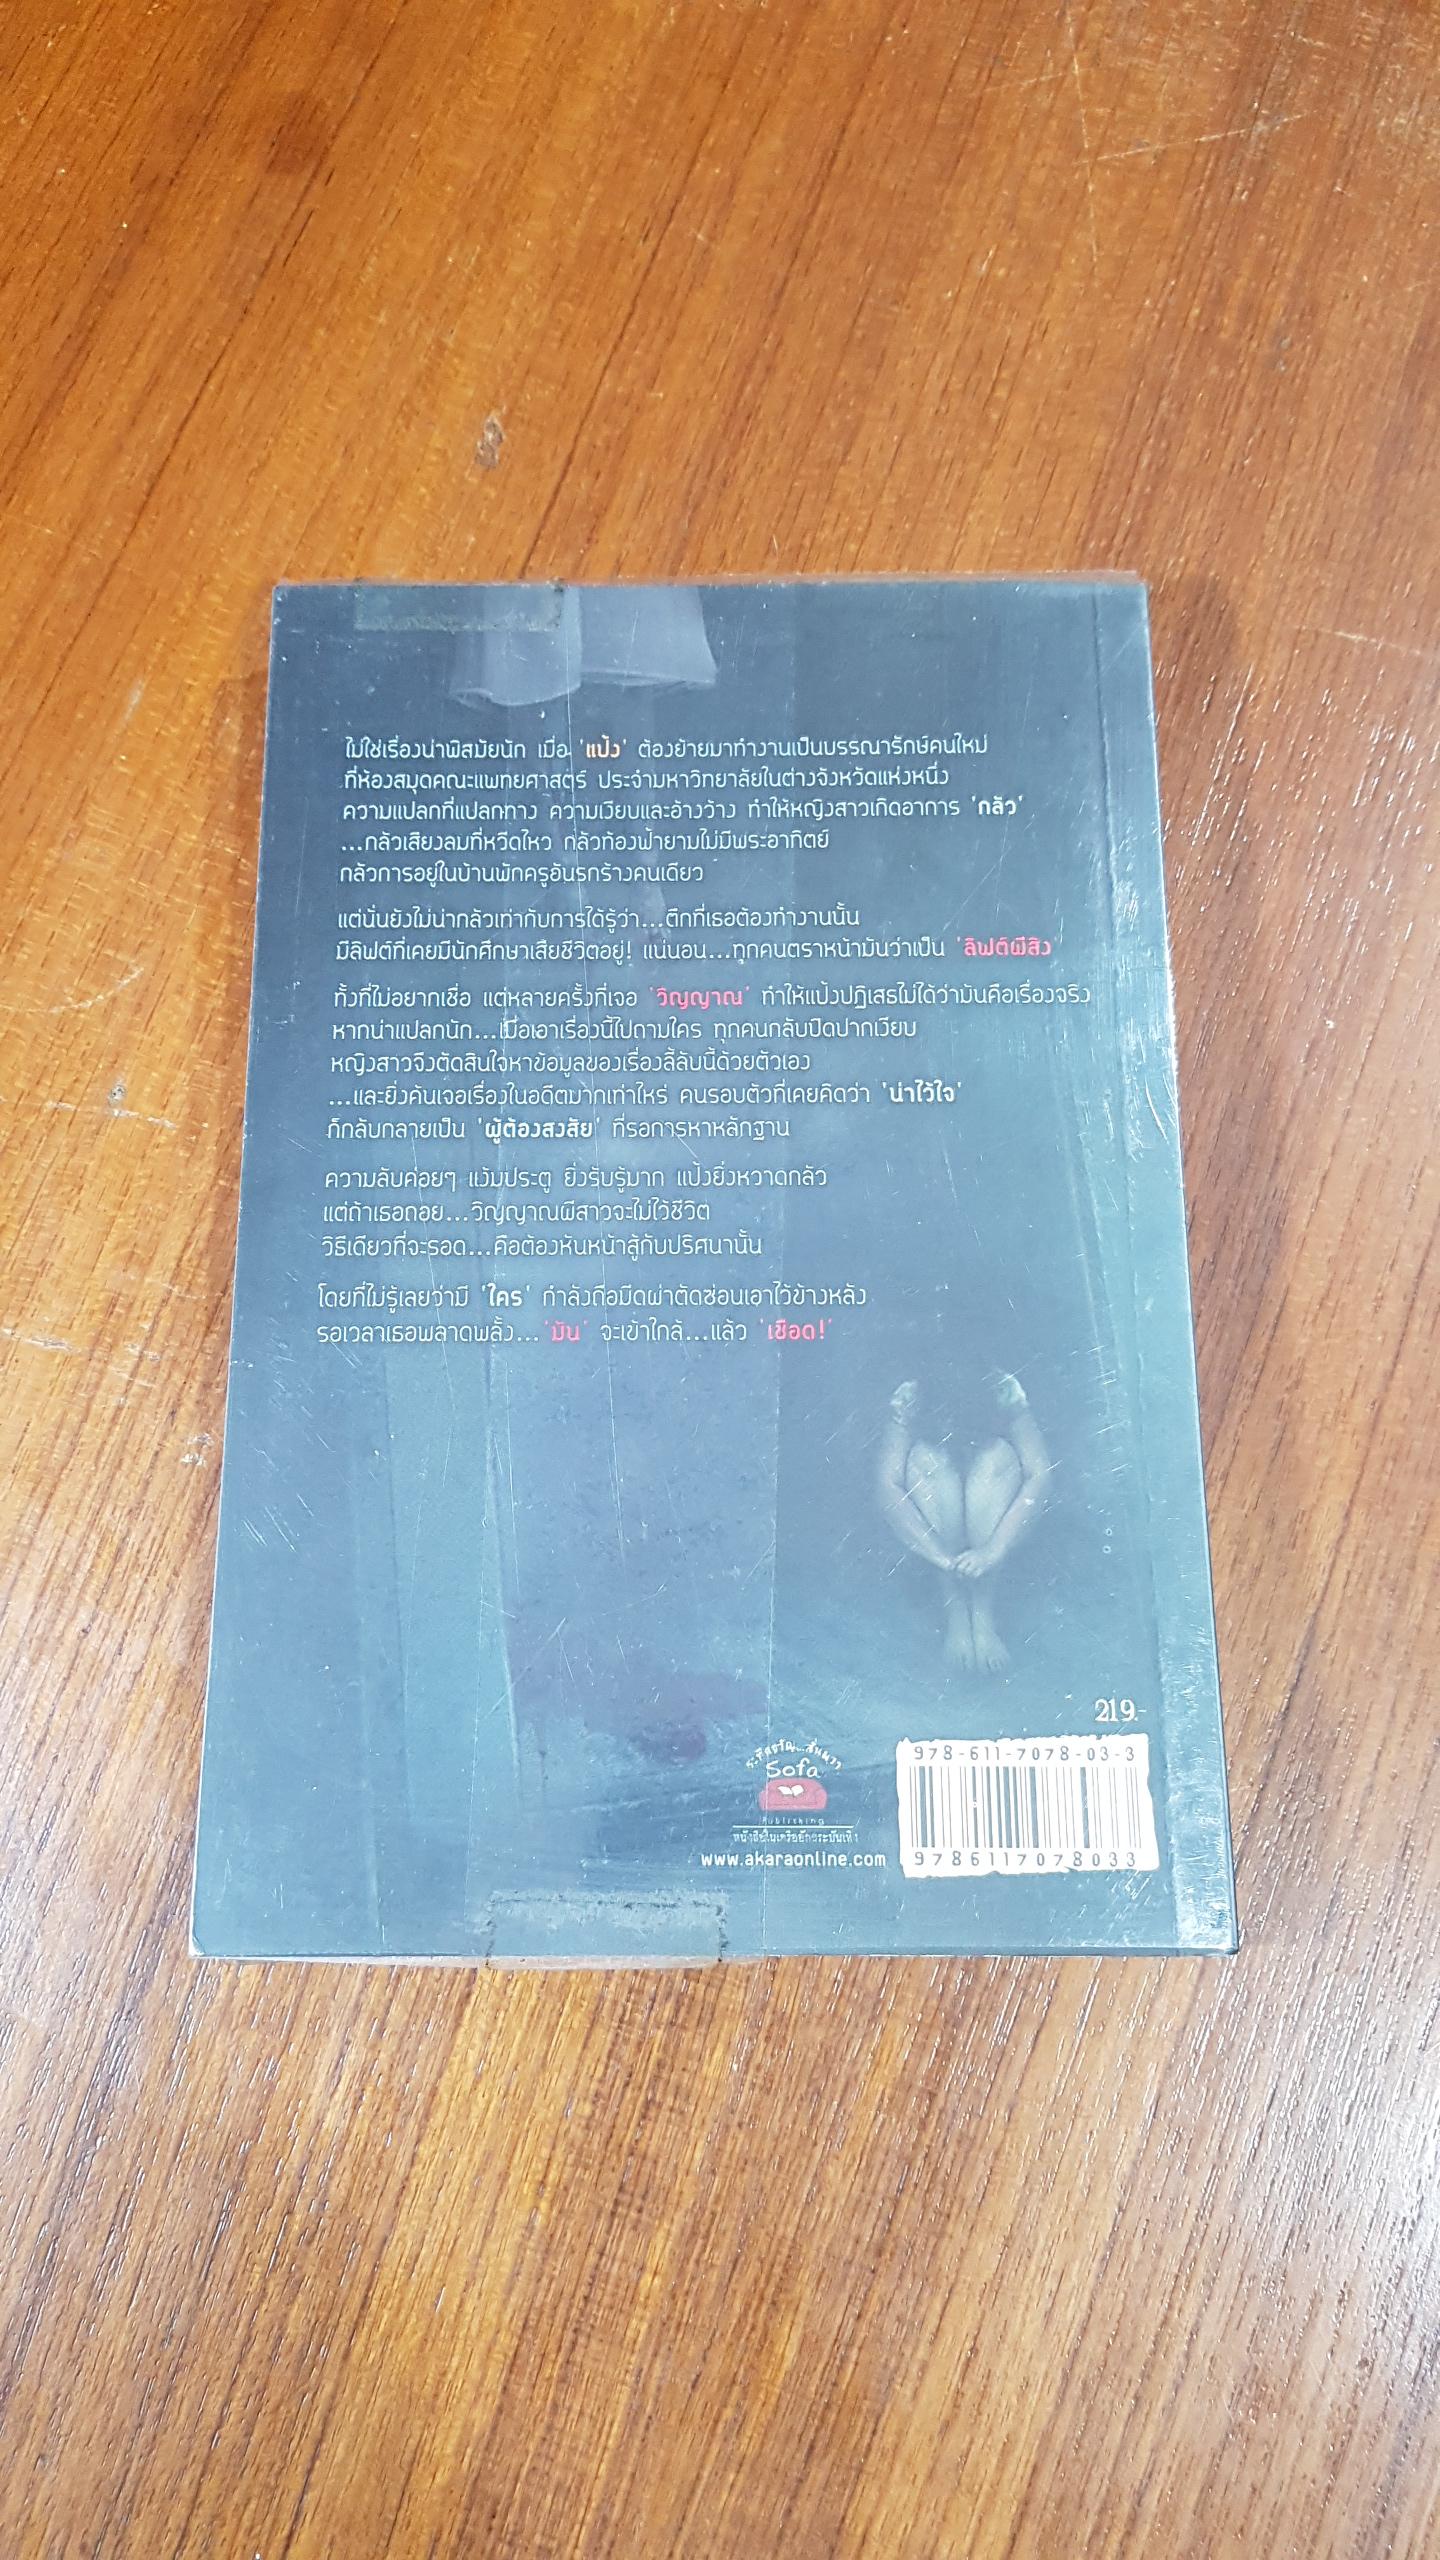 ไม่ใช่เรื่องน่าพิสมัยนัก เมื่อ 'แป้ง' ต้องย้ายมาทำงานเป็นบรรณารักษ์คนใหม่
ที่ห้องสมุดคณะแพทยศาสตร์ ประจำมหาวิทยาลัยในต่างจังหวัดแห่งหนึ่ง
ความแปลกที่แปลกทาง ความเงียบและอ้างว้าง ทำให้หญิงสาวเกิดอาการ 'กลัว'
...กลัวเสียงลมที่หวีดไหว กลัวท้องฟ้ายามไม่มีพระอาทิตย์
กลัวการอยู่ในบ้านพักครูอันรกร้างคนเดียว
แต่นั่นยังไม่น่ากลัวเท่ากับการได้รู้ว่า...ตึกที่เธอต้องทำงานนั้น
มีลิฟต์ที่เคยมีนักศึกษาเสียชีวิตอยู่! แน่นอน...ทุกคนตราหน้ามันว่าเป็น 'ลิฟต์ผีสิง'
ทั้งที่ไม่อยากเชื่อ แต่หลายครั้งที่เจอ 'วิญญาณ' ทำให้แป้งปฏิเสธไม่ได้ว่ามันคือเรื่องจริง
หากน่าแปลกนัก...เมื่อเอาเรื่องนี้ไปถามใคร ทุกคนกลับปิดปากเงียบ
หญิงสาวจึงตัดสินใจหาข้อมูลของเรื่องลี้ลับนี้ด้วยตัวเอง
...และยิ่งค้นเจอเรื่องในอดีตมากเท่าไหร่ คนรอบตัวที่เคยคิดว่า 'น่าไว้ใจ'
ก็กลับกลายเป็น 'ผู้ต้องสงสัย' ที่รอการหาหลักฐาน
ความลับค่อยๆ แง้มประตู ยิ่งรับรู้มาก แป้งยิ่งหวาดกลัว
แต่ถ้าเธอถอย...วิญญาณผีสาวจะไม่ไว้ชีวิต
วิธีเดียวที่จะรอด...คือต้องหันหน้าสู้กับปริศนานั้น
โดยที่ไม่รู้เลยว่ามี 'ใคร' กำลังถือมีดผ่าตัดซ่อนเอาไว้ข้างหลัง
รอเวลาเธอพลาดพลั้ง...'มัน' จะเข้าใกล้...แล้ว 'เชือด!'
219.-
978-611-7078-03-3
9786117078033
Sofa
Publishing
หนังสือในเครืออักขระบันเทิง
www.akaraonline.com